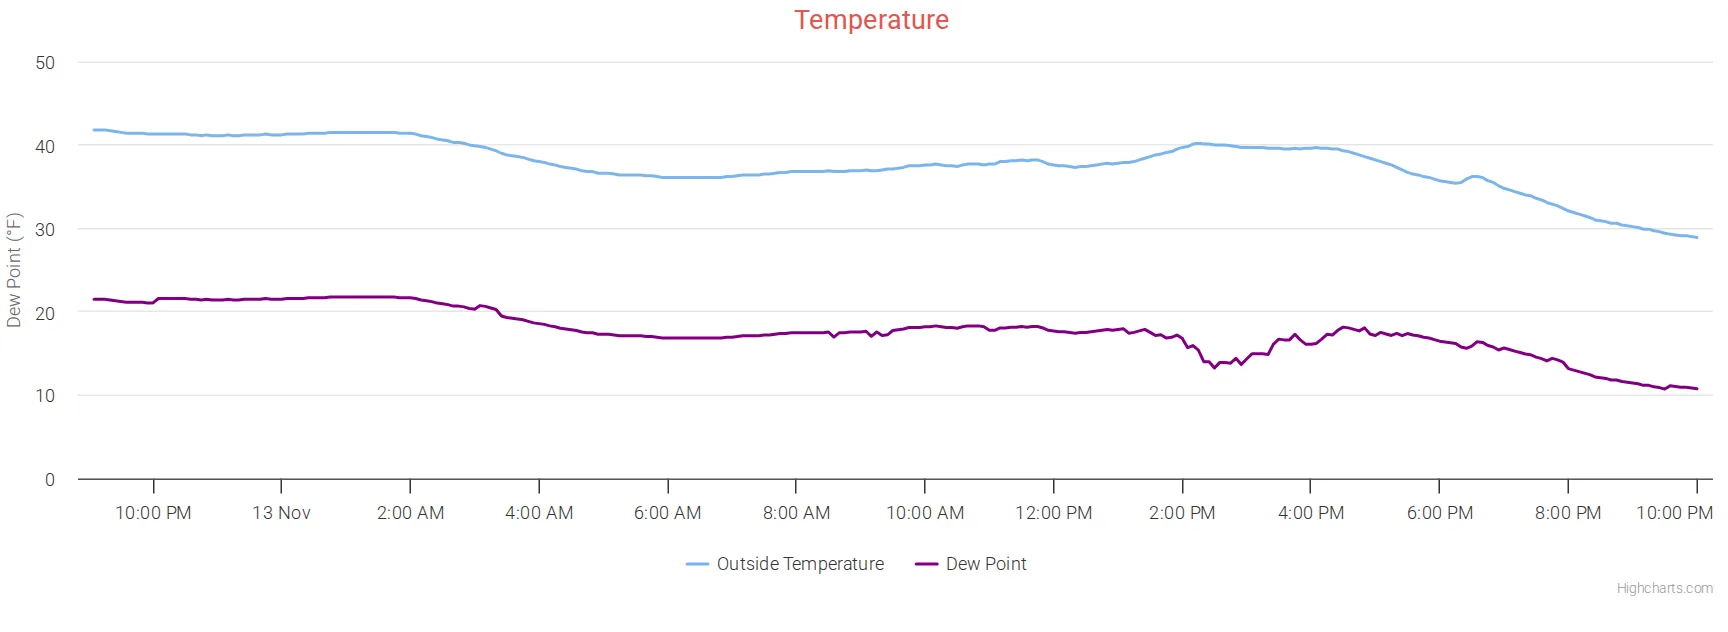 Temperature
50
40
30
20
10
0
Dew Point (°F)
10:00 PM 13 Nov 2:00 AM 4:00 AM 6:00 AM 8:00 AM 10:00 AM 12:00 PM 2:00 PM 4:00 PM 6:00 PM 8:00 PM 10:00 PM
Outside Temperature Dew Point
Highcharts.com